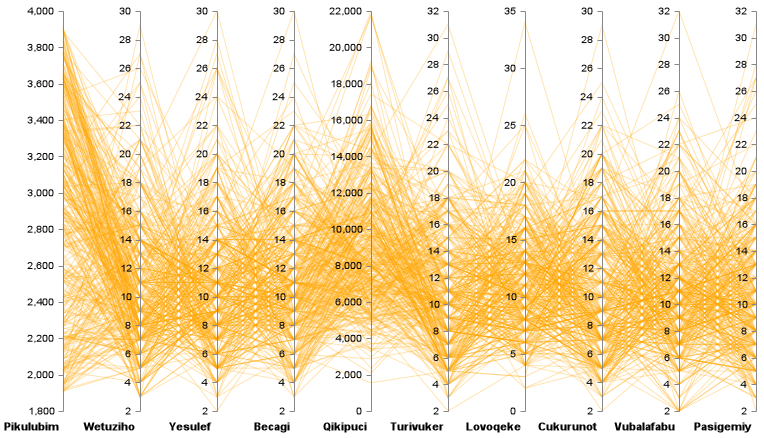 4,000 30 30 30 22,000 32 35 32 32 32
3,800 28 28 28 20,000 30 30 30 30
3,600 26 26 26 18,000 28 30 28 28 28
3,400 24 24 24 16,000 26 26 26 26
3,200 22 22 22 14,000 24 25 24 24 24
3,000 20 20 20 12,000 22 22 22 22
2,800 18 18 18 10,000 20 20 20 20 20
2,600 16 16 16 8,000 18 18 18 18
2,400 14 14 14 6,000 16 15 16 16 16
2,200 12 12 12 4,000 14 14 14 14
2,000 10 10 10 2,000 12 10 12 12 12
1,800 8 8 8 0 10 10 10 10
6 6 6 8 5 8 8 8
4 4 4 6 6 6 6
2 2 2 4 0 4 4 4
2 2 2 2
Pikulubim Wetuziho Yesulef Becagi Qikipuci Turivuker Lovoqeke Cukurunot Vubalafabu Pasigemiy